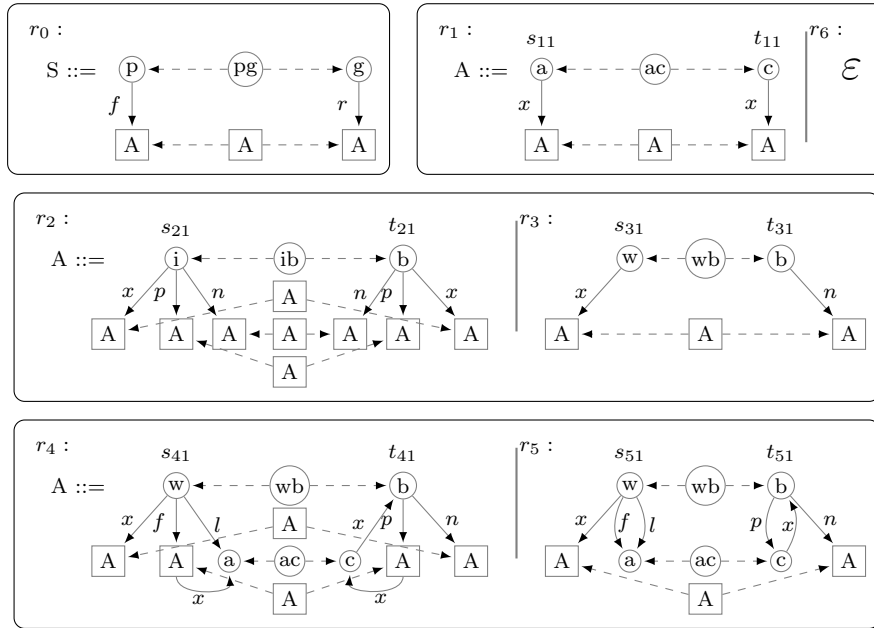 r0 :
S ::= p pg g
f r
A A A
r1 : r6 :
s11 t11
A ::= a ac c ε
x x
A A A
r2 : r3 :
s21 t21 s31 t31
A ::= i ib b w wb b
x p n A n p x x n
A A A A A A A A A A
A
r4 : r5 :
s41 t41 s51 t51
A ::= w wb b w wb b
x f l A x p n x f l p x n
A A a ac c A A A a ac c A
x A x A